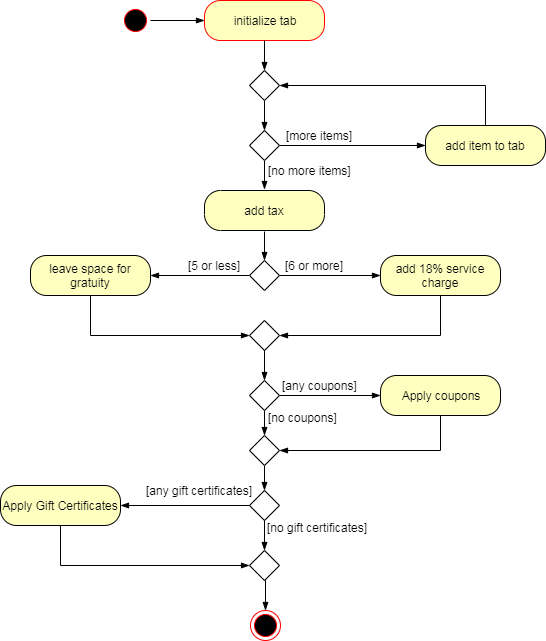 initialize tab
[more items]
add item to tab
[no more items]
add tax
[5 or less]
[6 or more]
leave space for
gratuity
add 18% service
charge
[any coupons]
Apply coupons
[no coupons]
[any gift certificates]
Apply Gift Certificates
[no gift certificates]